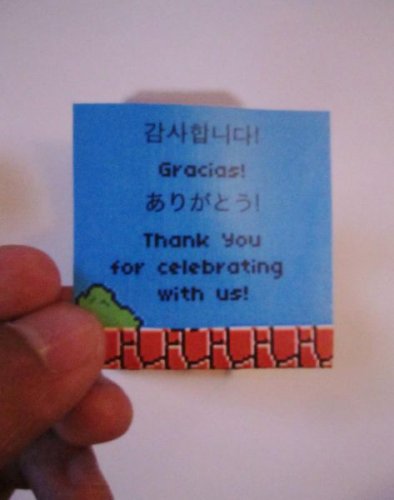 감사합니다!
Gracias!
ありがとう!
Thank You
for celebrating
with us!